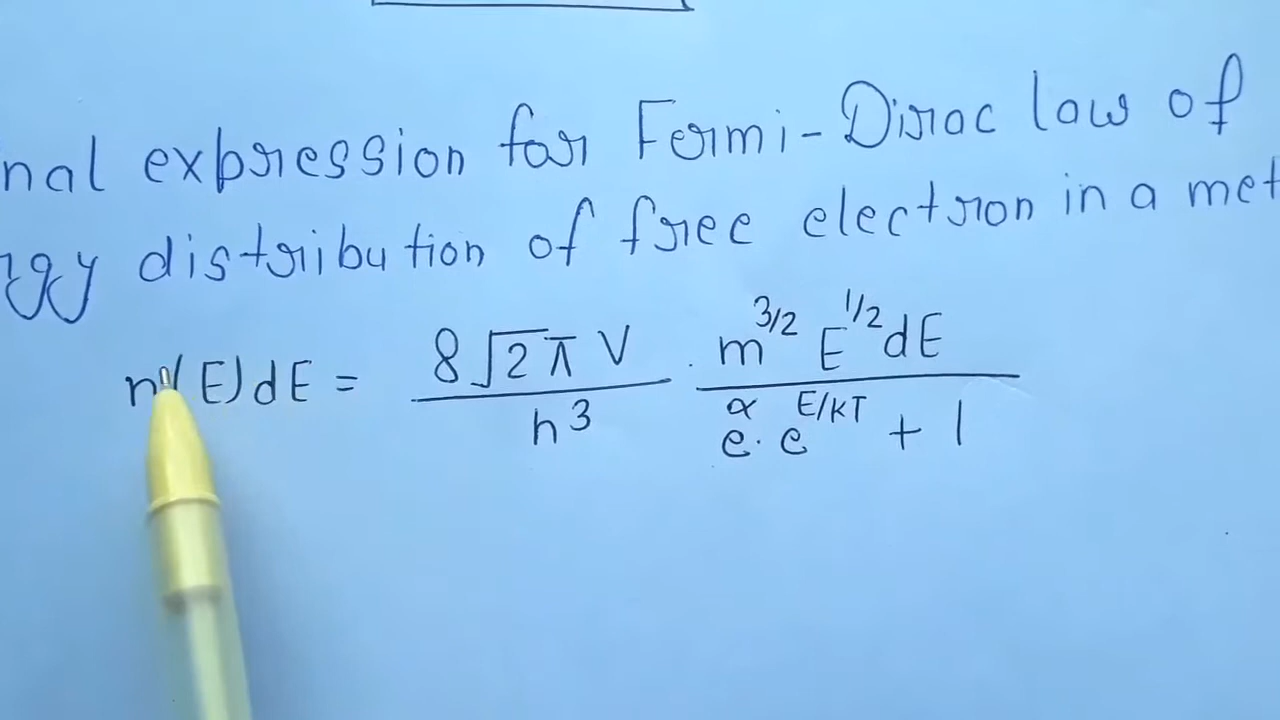 nal expression for Fermi-Dirac law of
rgy distribution of free electron in a met
n(E)dE = 8√2πV / h³ · m^3/2 E^1/2 dE / e^α · e^E/kT + 1